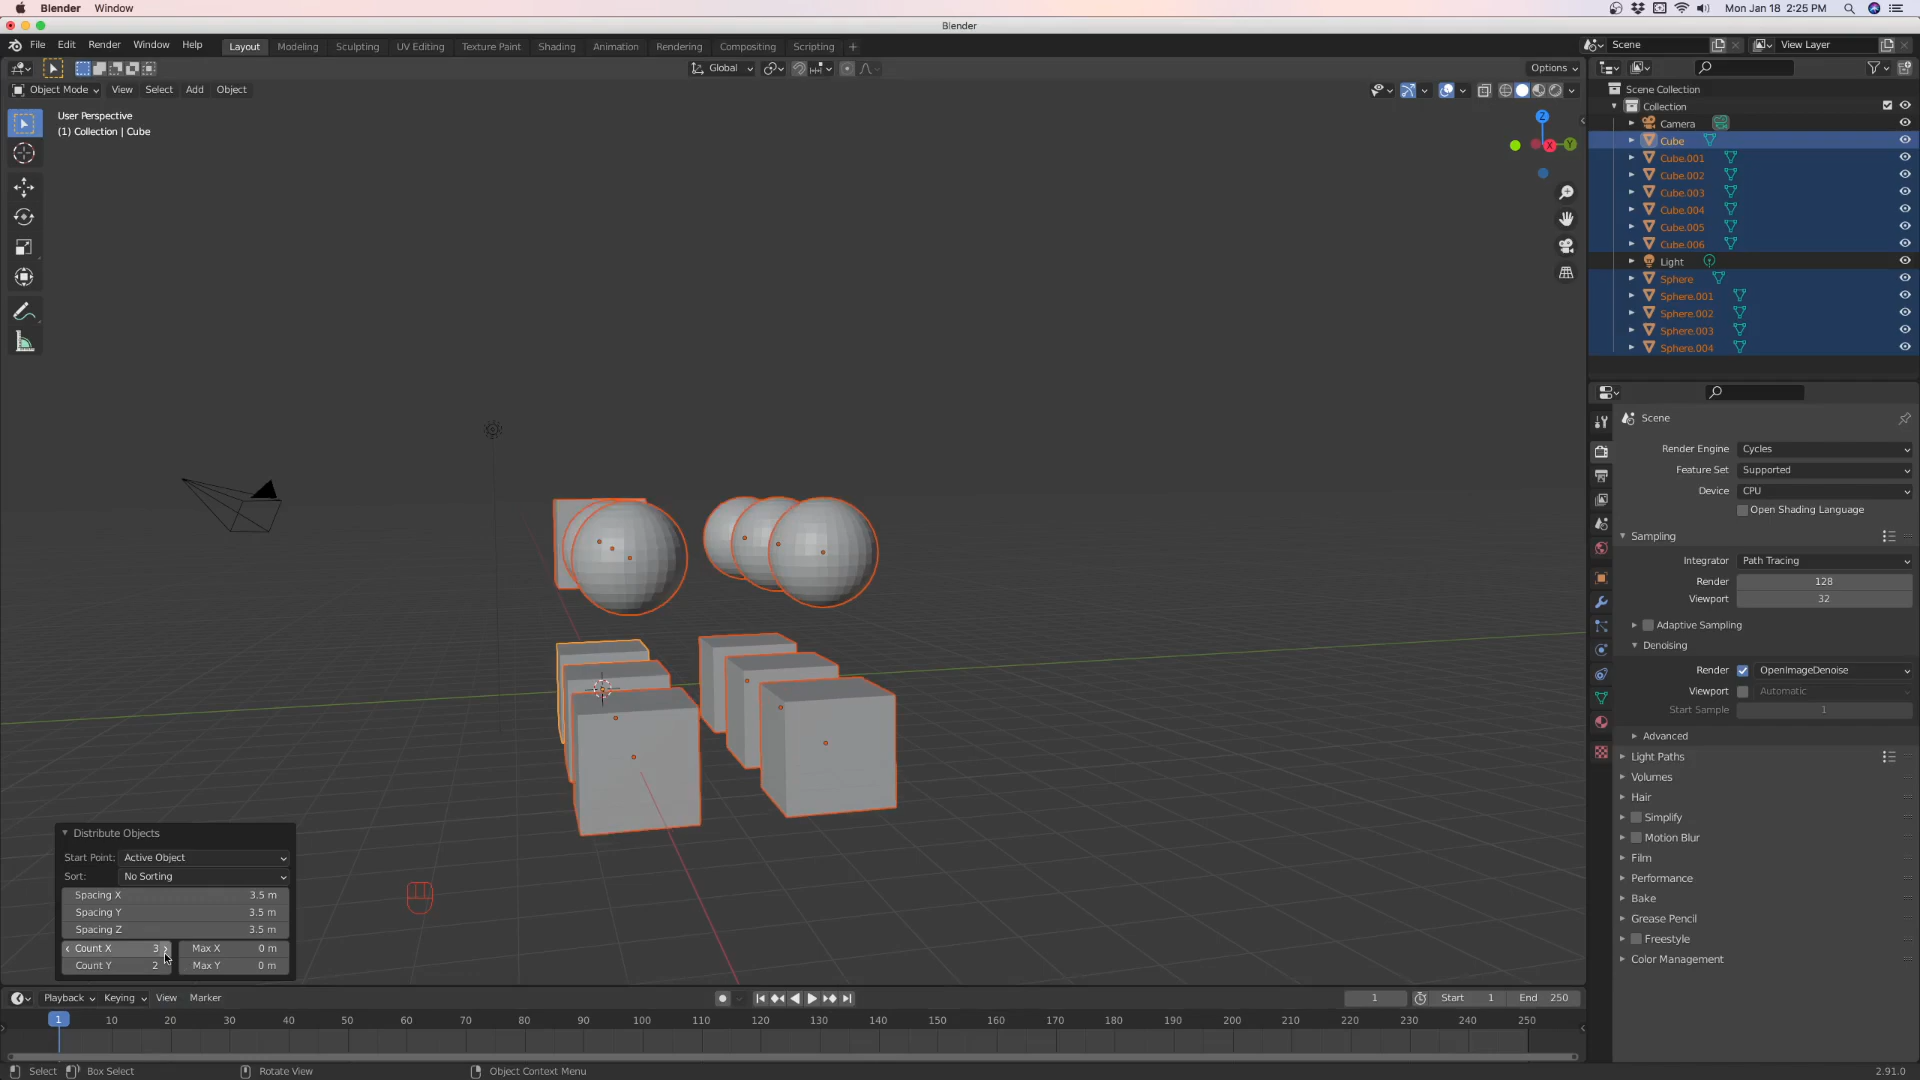 Blender Window Mon Jan 18 2:25 PM
Blender
File Edit Render Window Help Layout Modeling Sculpting UV Editing Texture Paint Shading Animation Rendering Compositing Scripting + Scene View Layer
Global Options
Object Mode View Select Add Object
User Perspective
(1) Collection | Cube
Z
X
Y
Scene Collection
Collection
Camera
Cube
Cube.001
Cube.002
Cube.003
Cube.004
Cube.005
Cube.006
Light
Sphere
Sphere.001
Sphere.002
Sphere.003
Sphere.004
Scene
Render Engine Cycles
Feature Set Supported
Device CPU
Open Shading Language
Sampling
Integrator Path Tracing
Render 128
Viewport 32
Adaptive Sampling
Denoising
Render OpenImageDenoise
Viewport Automatic
Start Sample 1
Advanced
Light Paths
Volumes
Hair
Simplify
Motion Blur
Film
Performance
Bake
Grease Pencil
Freestyle
Color Management
Distribute Objects
Start Point: Active Object
Sort: No Sorting
Spacing X 3.5 m
Spacing Y 3.5 m
Spacing Z 3.5 m
Count X 3 Max X 0 m
Count Y 2 Max Y 0 m
Playback Keying View Marker 1 Start 1 End 250
1 10 20 30 40 50 60 70 80 90 100 110 120 130 140 150 160 170 180 190 200 210 220 230 240 250
Select Box Select Rotate View Object Context Menu 2.91.0